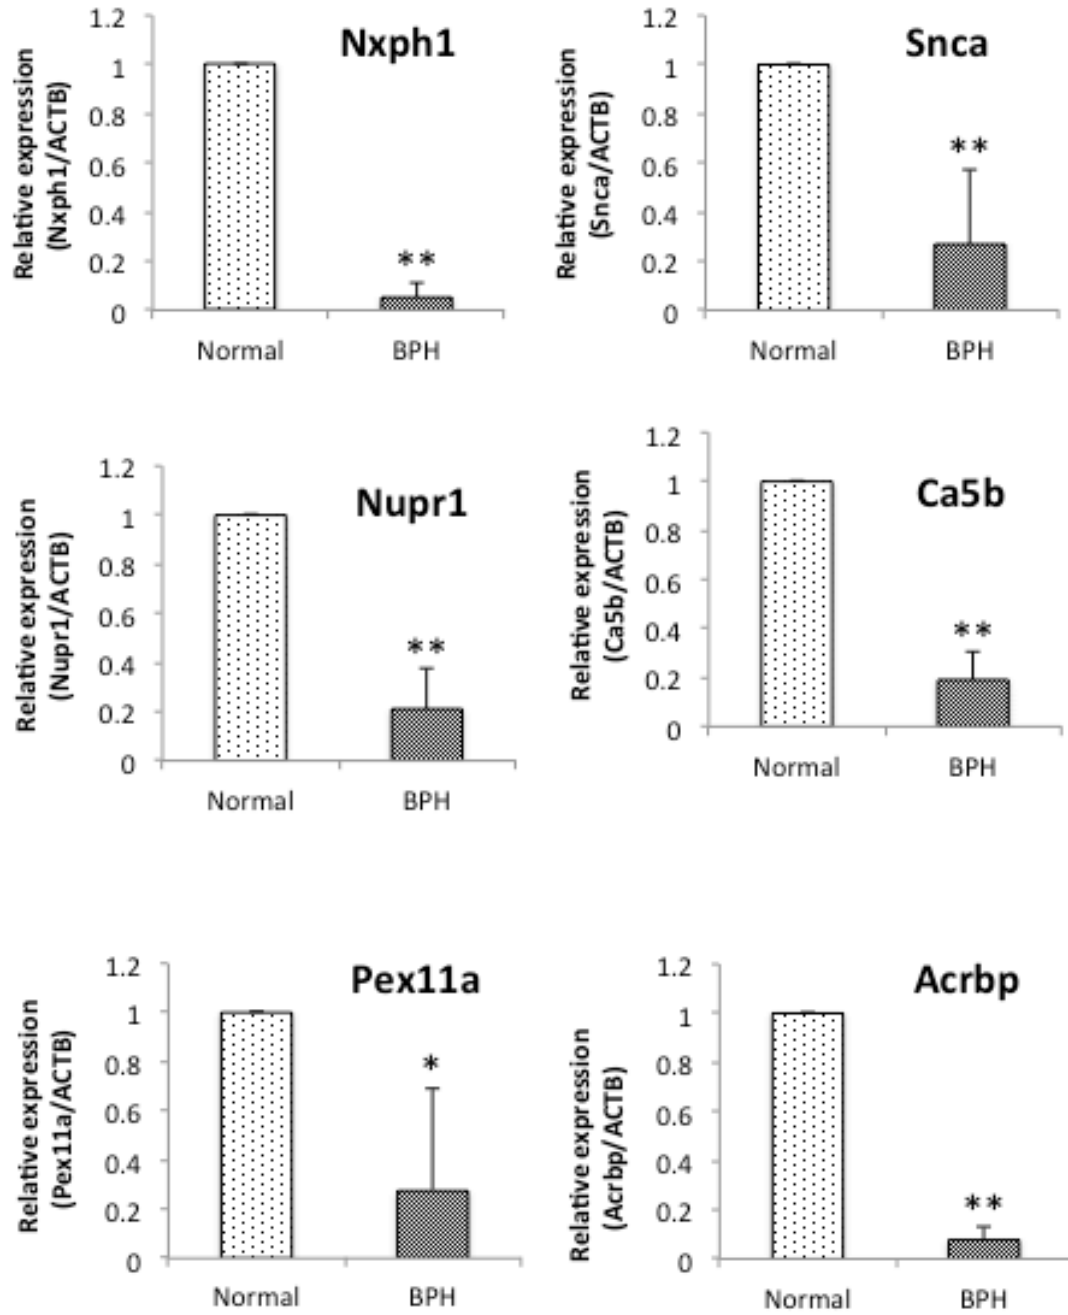 Nxph1
Relative expression
(Nxph1/ACTB)
1.2
1
0.8
0.6
0.4
0.2
0
**
Normal
BPH
Snca
Relative expression
(Snca/ACTB)
1.2
1
0.8
0.6
0.4
0.2
0
**
Normal
BPH
Nupr1
Relative expression
(Nupr1/ACTB)
1.2
1
0.8
0.6
0.4
0.2
0
**
Normal
BPH
Ca5b
Relative expression
(Ca5b/ACTB)
1.2
1
0.8
0.6
0.4
0.2
0
**
Normal
BPH
Pex11a
Relative expression
(Pex11a/ACTB)
1.2
1
0.8
0.6
0.4
0.2
0
*
Normal
BPH
Acrbp
Relative expression
(Acrbp/ACTB)
1.2
1
0.8
0.6
0.4
0.2
0
**
Normal
BPH